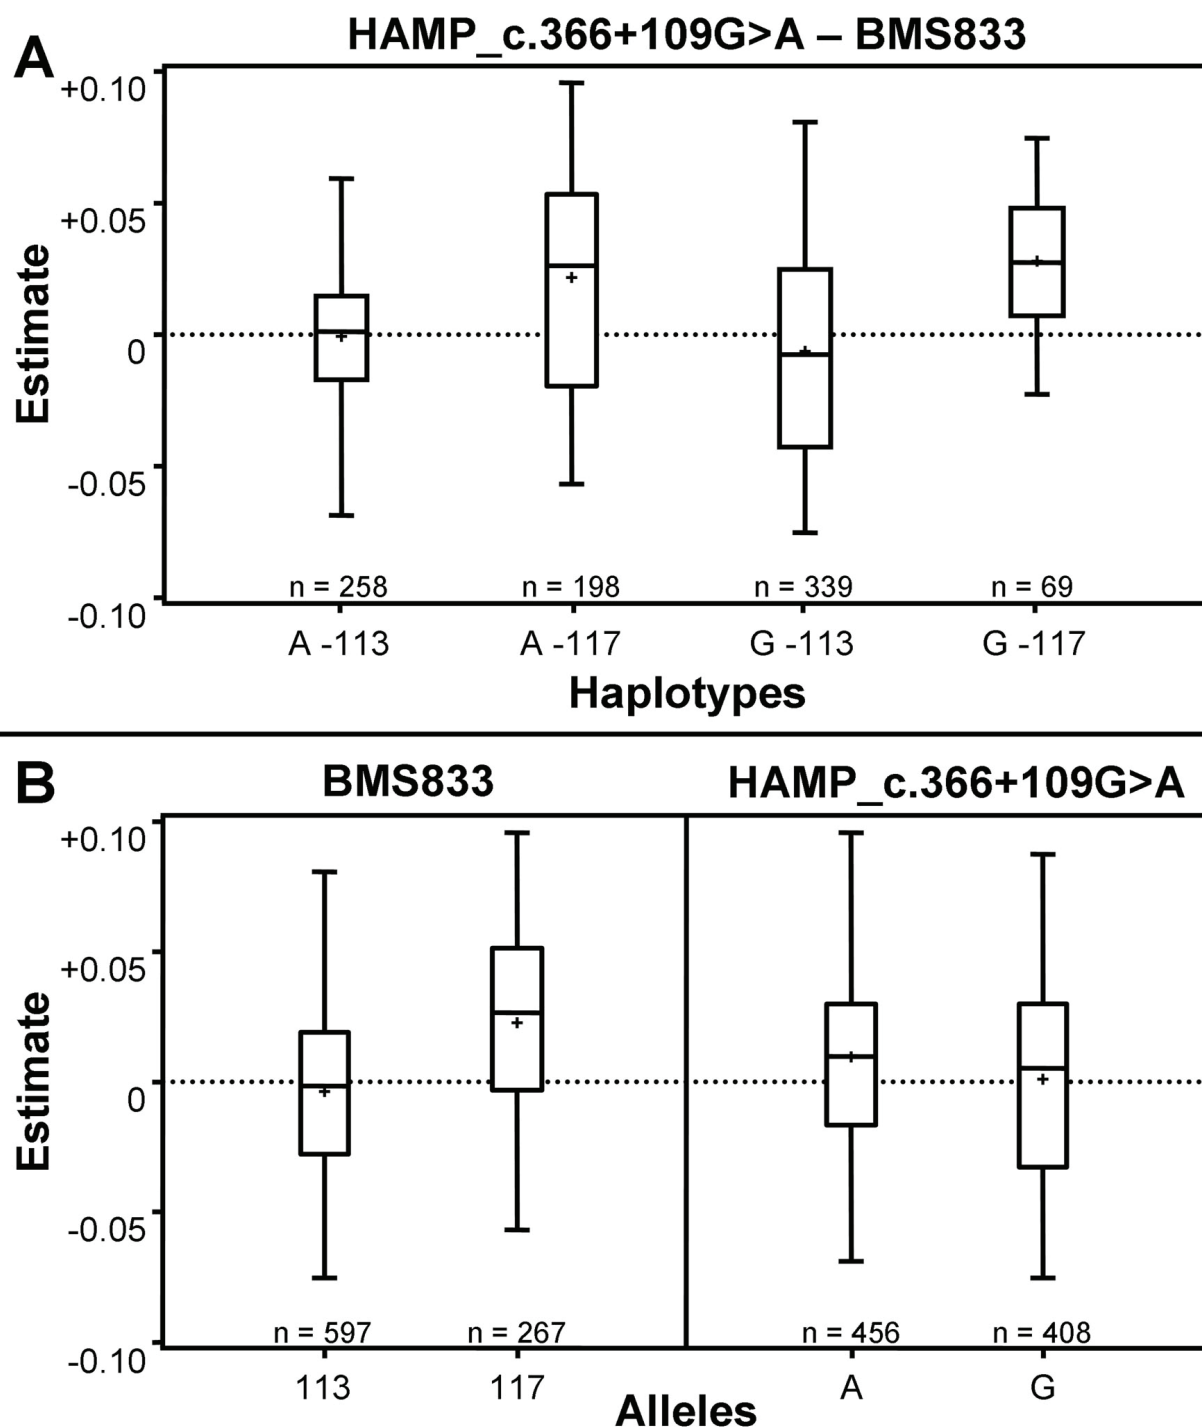 A
HAMP_c.366+109G>A – BMS833
+0.10
+0.05
0
-0.05
-0.10
Estimate
n = 258 n = 198 n = 339 n = 69
A -113 A -117 G -113 G -117
Haplotypes
B
BMS833 HAMP_c.366+109G>A
+0.10
+0.05
0
-0.05
-0.10
Estimate
n = 597 n = 267 n = 456 n = 408
113 117 A G
Alleles